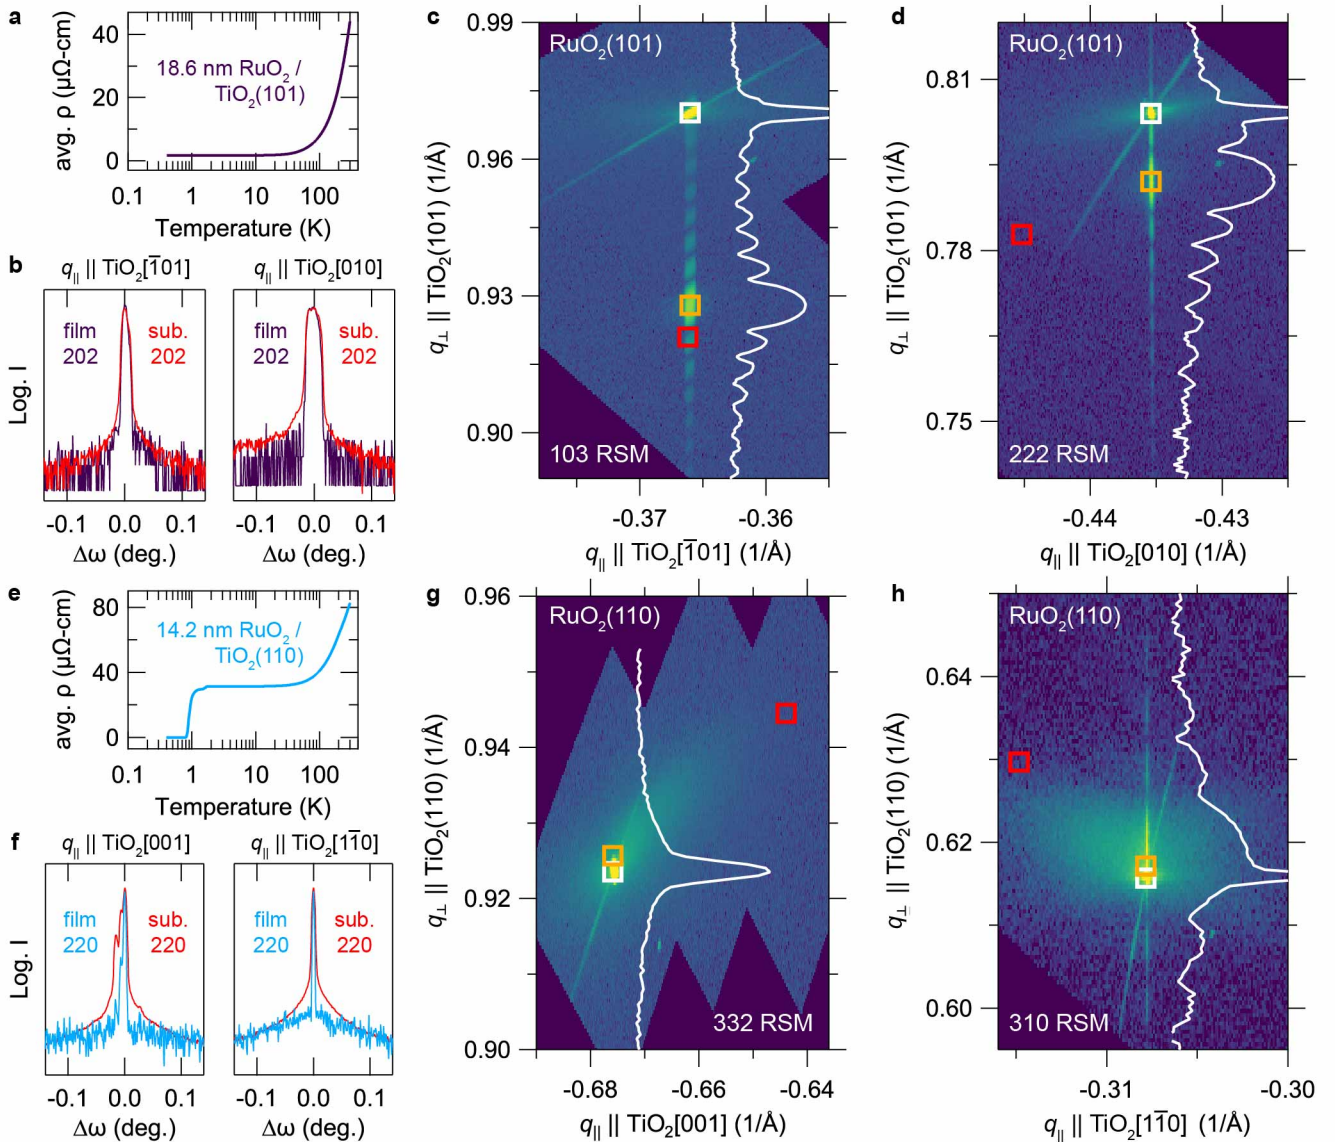 a
avg. ρ (μΩ-cm)
40
20
0
18.6 nm RuO₂ /
TiO₂(101)
0.1
1
10
100
Temperature (K)
b
q|| || TiO₂[1̅01]
q|| || TiO₂[010]
Log. I
film
202
sub.
202
film
202
sub.
202
-0.1
0.0
0.1
-0.1
0.0
0.1
Δω (deg.)
Δω (deg.)
c
q⊥ || TiO₂(101) (1/Å)
0.99
0.96
0.93
0.90
RuO₂(101)
103 RSM
-0.37
-0.36
q|| || TiO₂[1̅01] (1/Å)
d
q⊥ || TiO₂(101) (1/Å)
0.81
0.78
0.75
RuO₂(101)
222 RSM
-0.44
-0.43
q|| || TiO₂[010] (1/Å)
e
avg. ρ (μΩ-cm)
80
40
0
14.2 nm RuO₂ /
TiO₂(110)
0.1
1
10
100
Temperature (K)
f
q|| || TiO₂[001]
q|| || TiO₂[11̅0]
Log. I
film
220
sub.
220
film
220
sub.
220
-0.1
0.0
0.1
-0.1
0.0
0.1
Δω (deg.)
Δω (deg.)
g
q⊥ || TiO₂(110) (1/Å)
0.96
0.94
0.92
0.90
RuO₂(110)
332 RSM
-0.68
-0.66
-0.64
q|| || TiO₂[001] (1/Å)
h
q⊥ || TiO₂(110) (1/Å)
0.64
0.62
0.60
RuO₂(110)
310 RSM
-0.31
-0.30
q|| || TiO₂[11̅0] (1/Å)